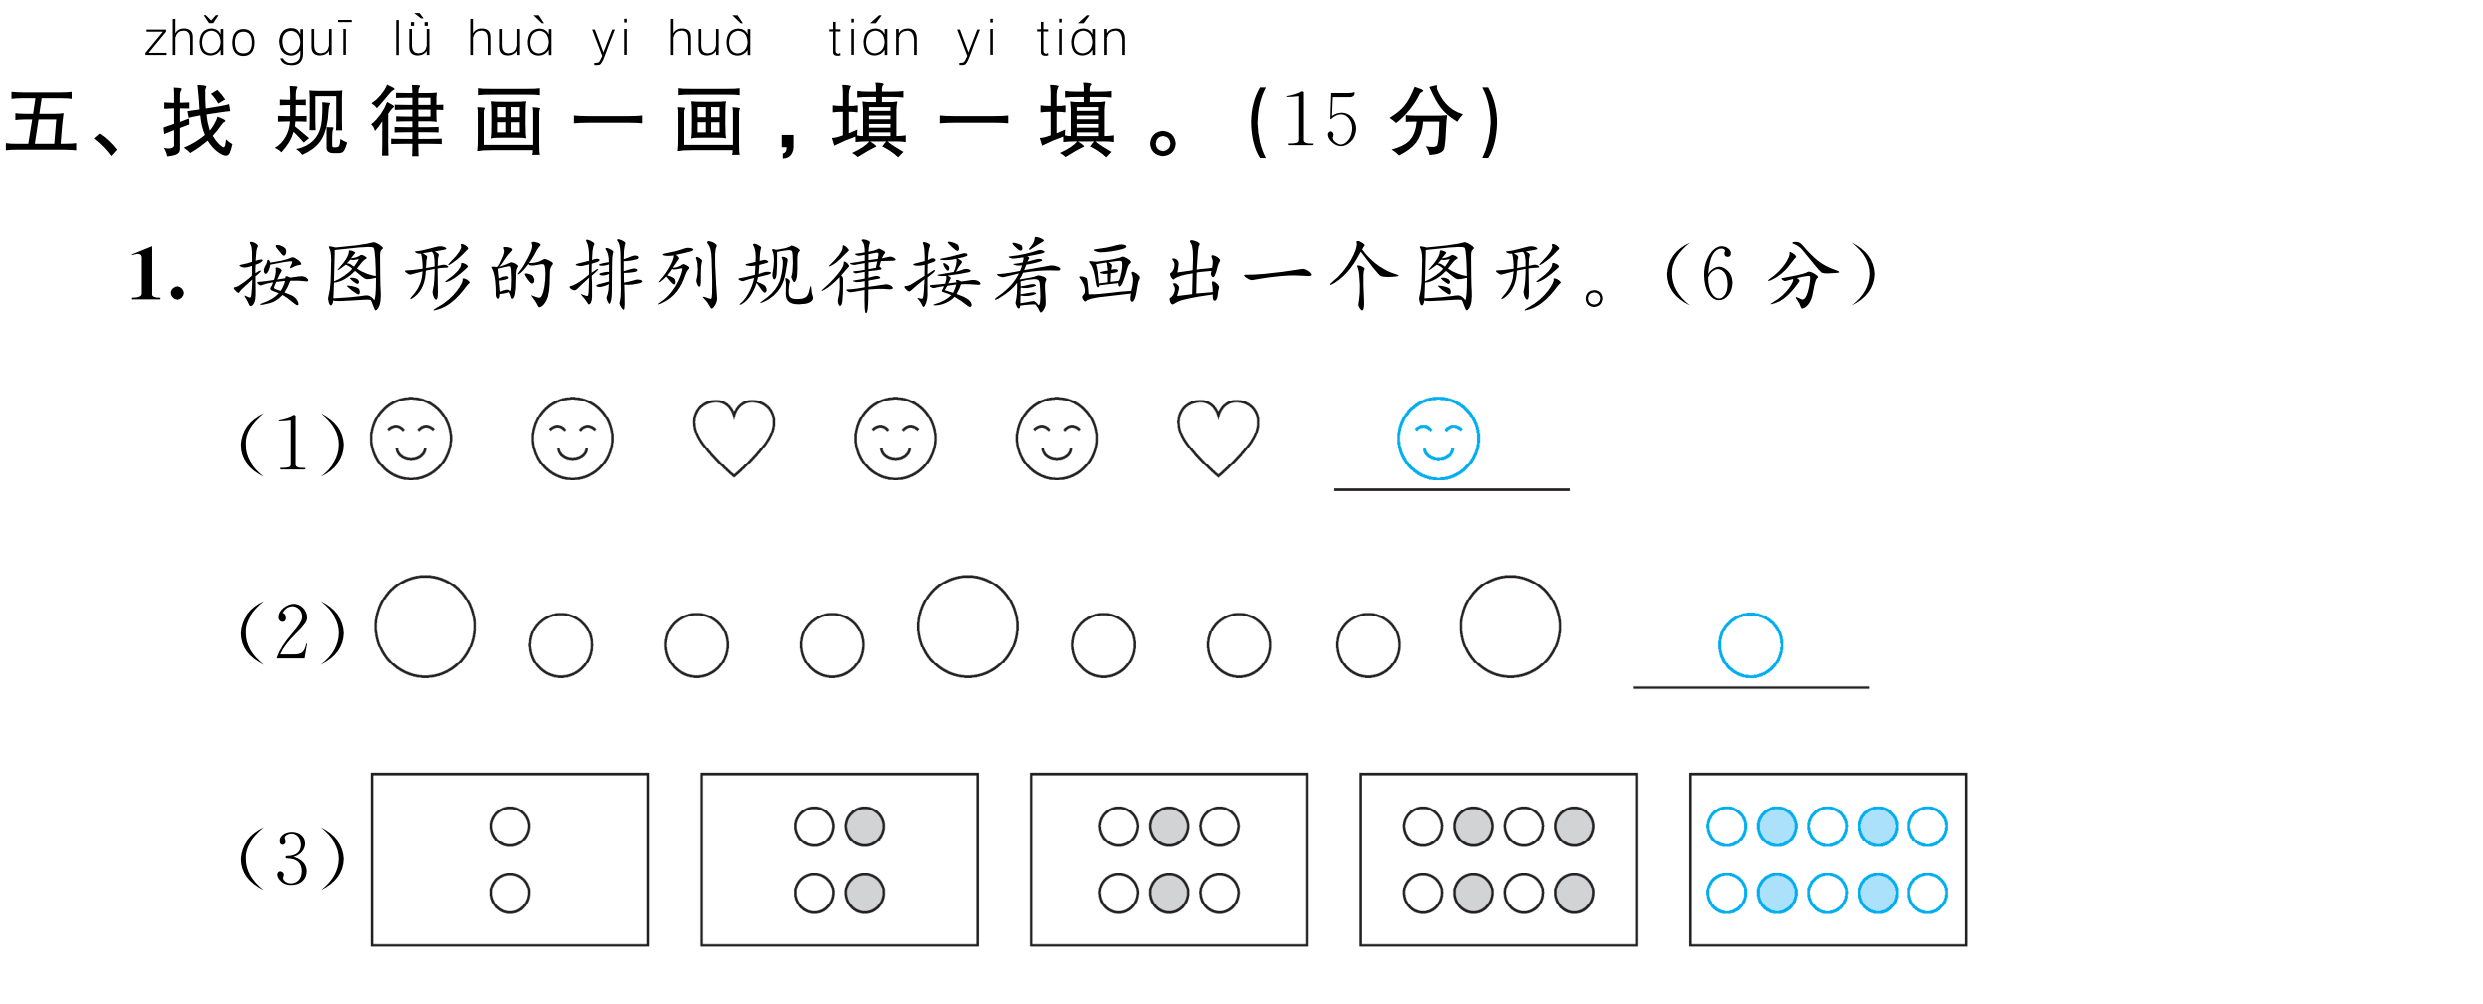 zhǎo guī lǜ huà yi huà tián yi tián
五、找规律画一画,填一填。(15 分)
1. 按图形的排列规律接着画出一个图形。(6 分)
(1)
(2)
(3)